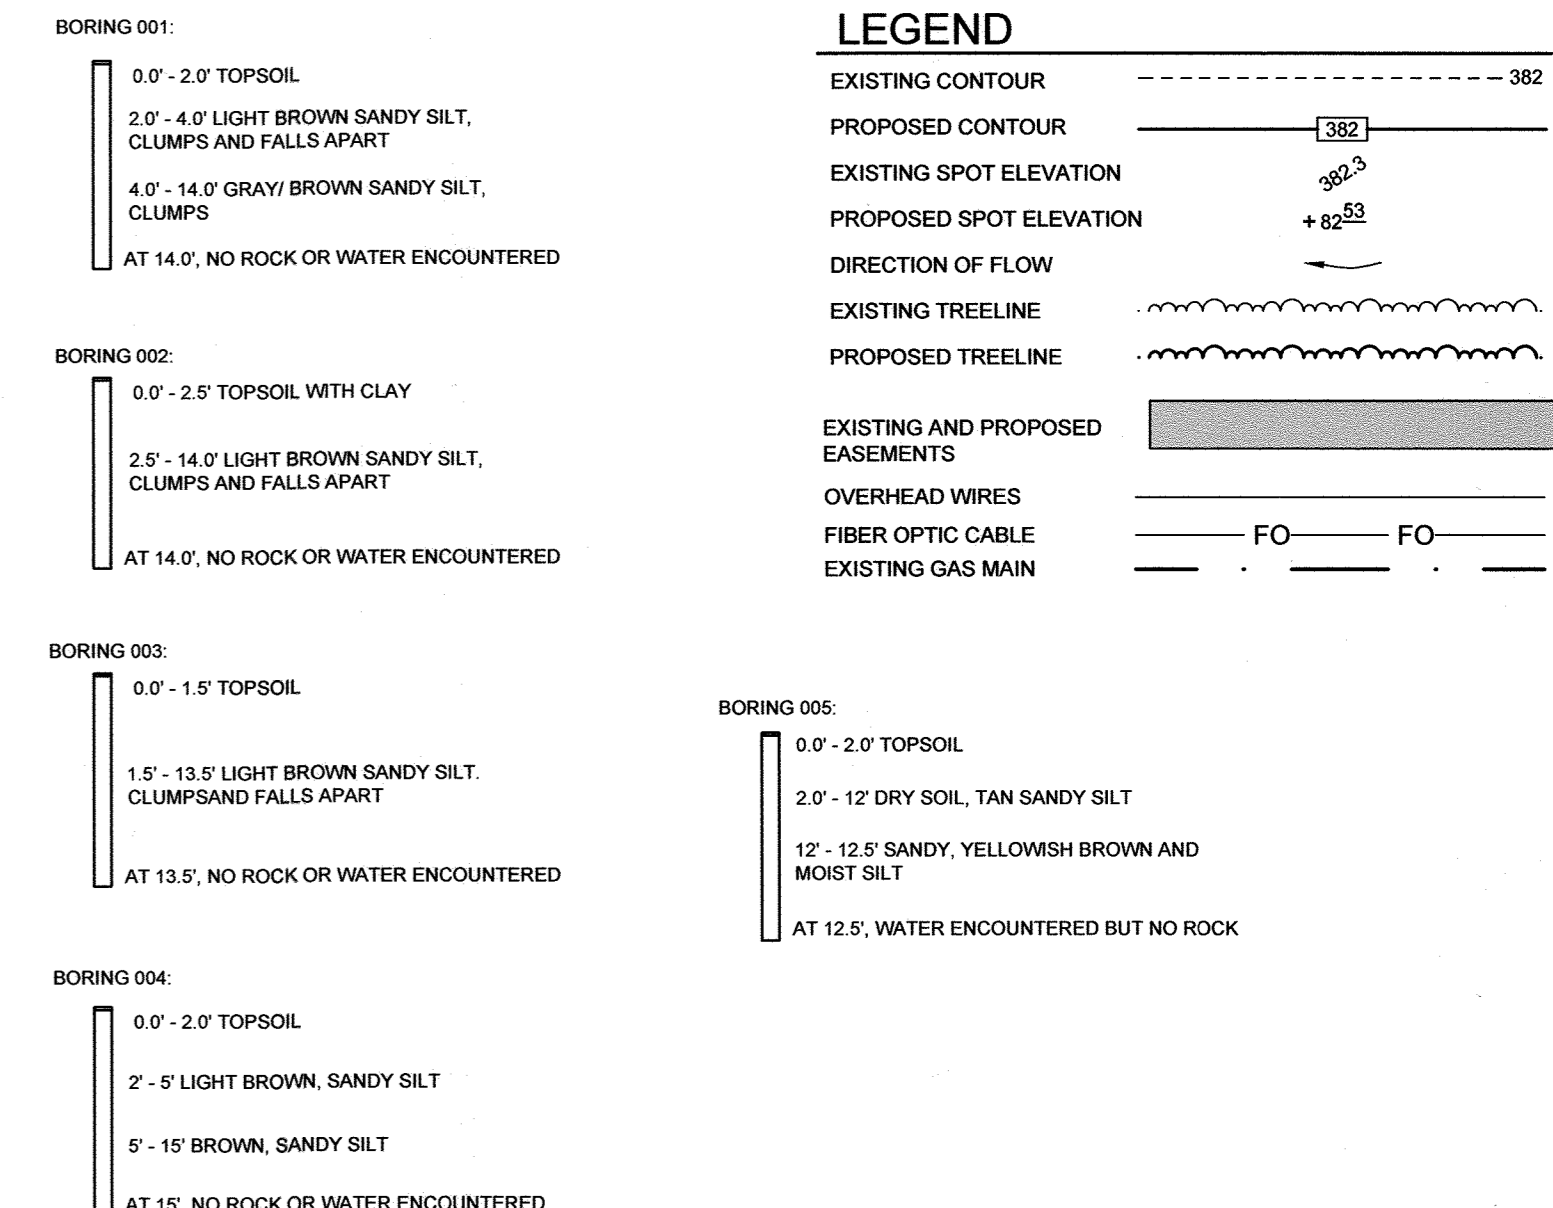 BORING 001:
0.0' - 2.0' TOPSOIL
2.0' - 4.0' LIGHT BROWN SANDY SILT,
CLUMPS AND FALLS APART
4.0' - 14.0' GRAY/ BROWN SANDY SILT,
CLUMPS
AT 14.0', NO ROCK OR WATER ENCOUNTERED
BORING 002:
0.0' - 2.5' TOPSOIL WITH CLAY
2.5' - 14.0' LIGHT BROWN SANDY SILT,
CLUMPS AND FALLS APART
AT 14.0', NO ROCK OR WATER ENCOUNTERED
BORING 003:
0.0' - 1.5' TOPSOIL
1.5' - 13.5' LIGHT BROWN SANDY SILT.
CLUMPSAND FALLS APART
AT 13.5', NO ROCK OR WATER ENCOUNTERED
BORING 004:
0.0' - 2.0' TOPSOIL
2' - 5' LIGHT BROWN, SANDY SILT
5' - 15' BROWN, SANDY SILT
AT 15', NO ROCK OR WATER ENCOUNTERED
LEGEND
EXISTING CONTOUR 382
PROPOSED CONTOUR 382
EXISTING SPOT ELEVATION 382.3
PROPOSED SPOT ELEVATION +82 53
DIRECTION OF FLOW
EXISTING TREELINE
PROPOSED TREELINE
EXISTING AND PROPOSED
EASEMENTS
OVERHEAD WIRES
FIBER OPTIC CABLE FO FO
EXISTING GAS MAIN
BORING 005:
0.0' - 2.0' TOPSOIL
2.0' - 12' DRY SOIL, TAN SANDY SILT
12' - 12.5' SANDY, YELLOWISH BROWN AND
MOIST SILT
AT 12.5', WATER ENCOUNTERED BUT NO ROCK